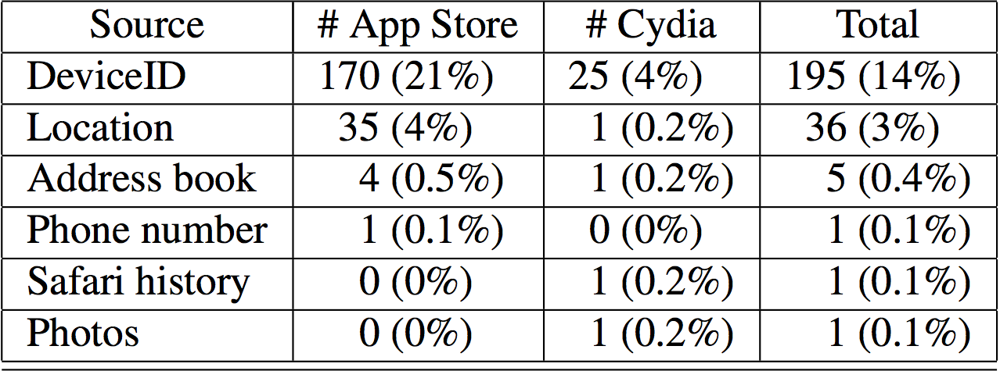 Source # App Store # Cydia Total
DeviceID 170 (21%) 25 (4%) 195 (14%)
Location 35 (4%) 1 (0.2%) 36 (3%)
Address book 4 (0.5%) 1 (0.2%) 5 (0.4%)
Phone number 1 (0.1%) 0 (0%) 1 (0.1%)
Safari history 0 (0%) 1 (0.2%) 1 (0.1%)
Photos 0 (0%) 1 (0.2%) 1 (0.1%)